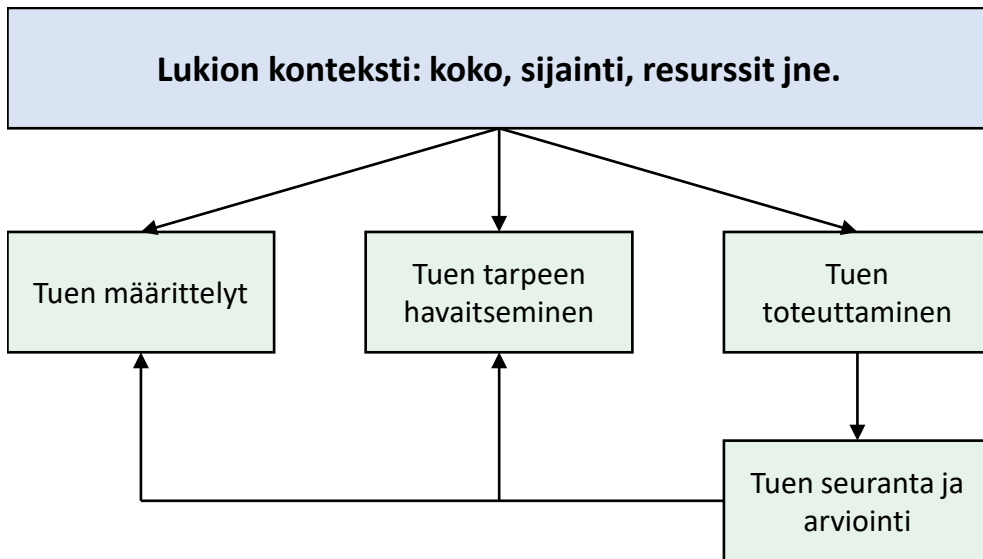 Lukion konteksti: koko, sijainti, resurssit jne.
Tuen määrittelyt
Tuen tarpeen
havaitseminen
Tuen
toteuttaminen
Tuen seuranta ja
arviointi